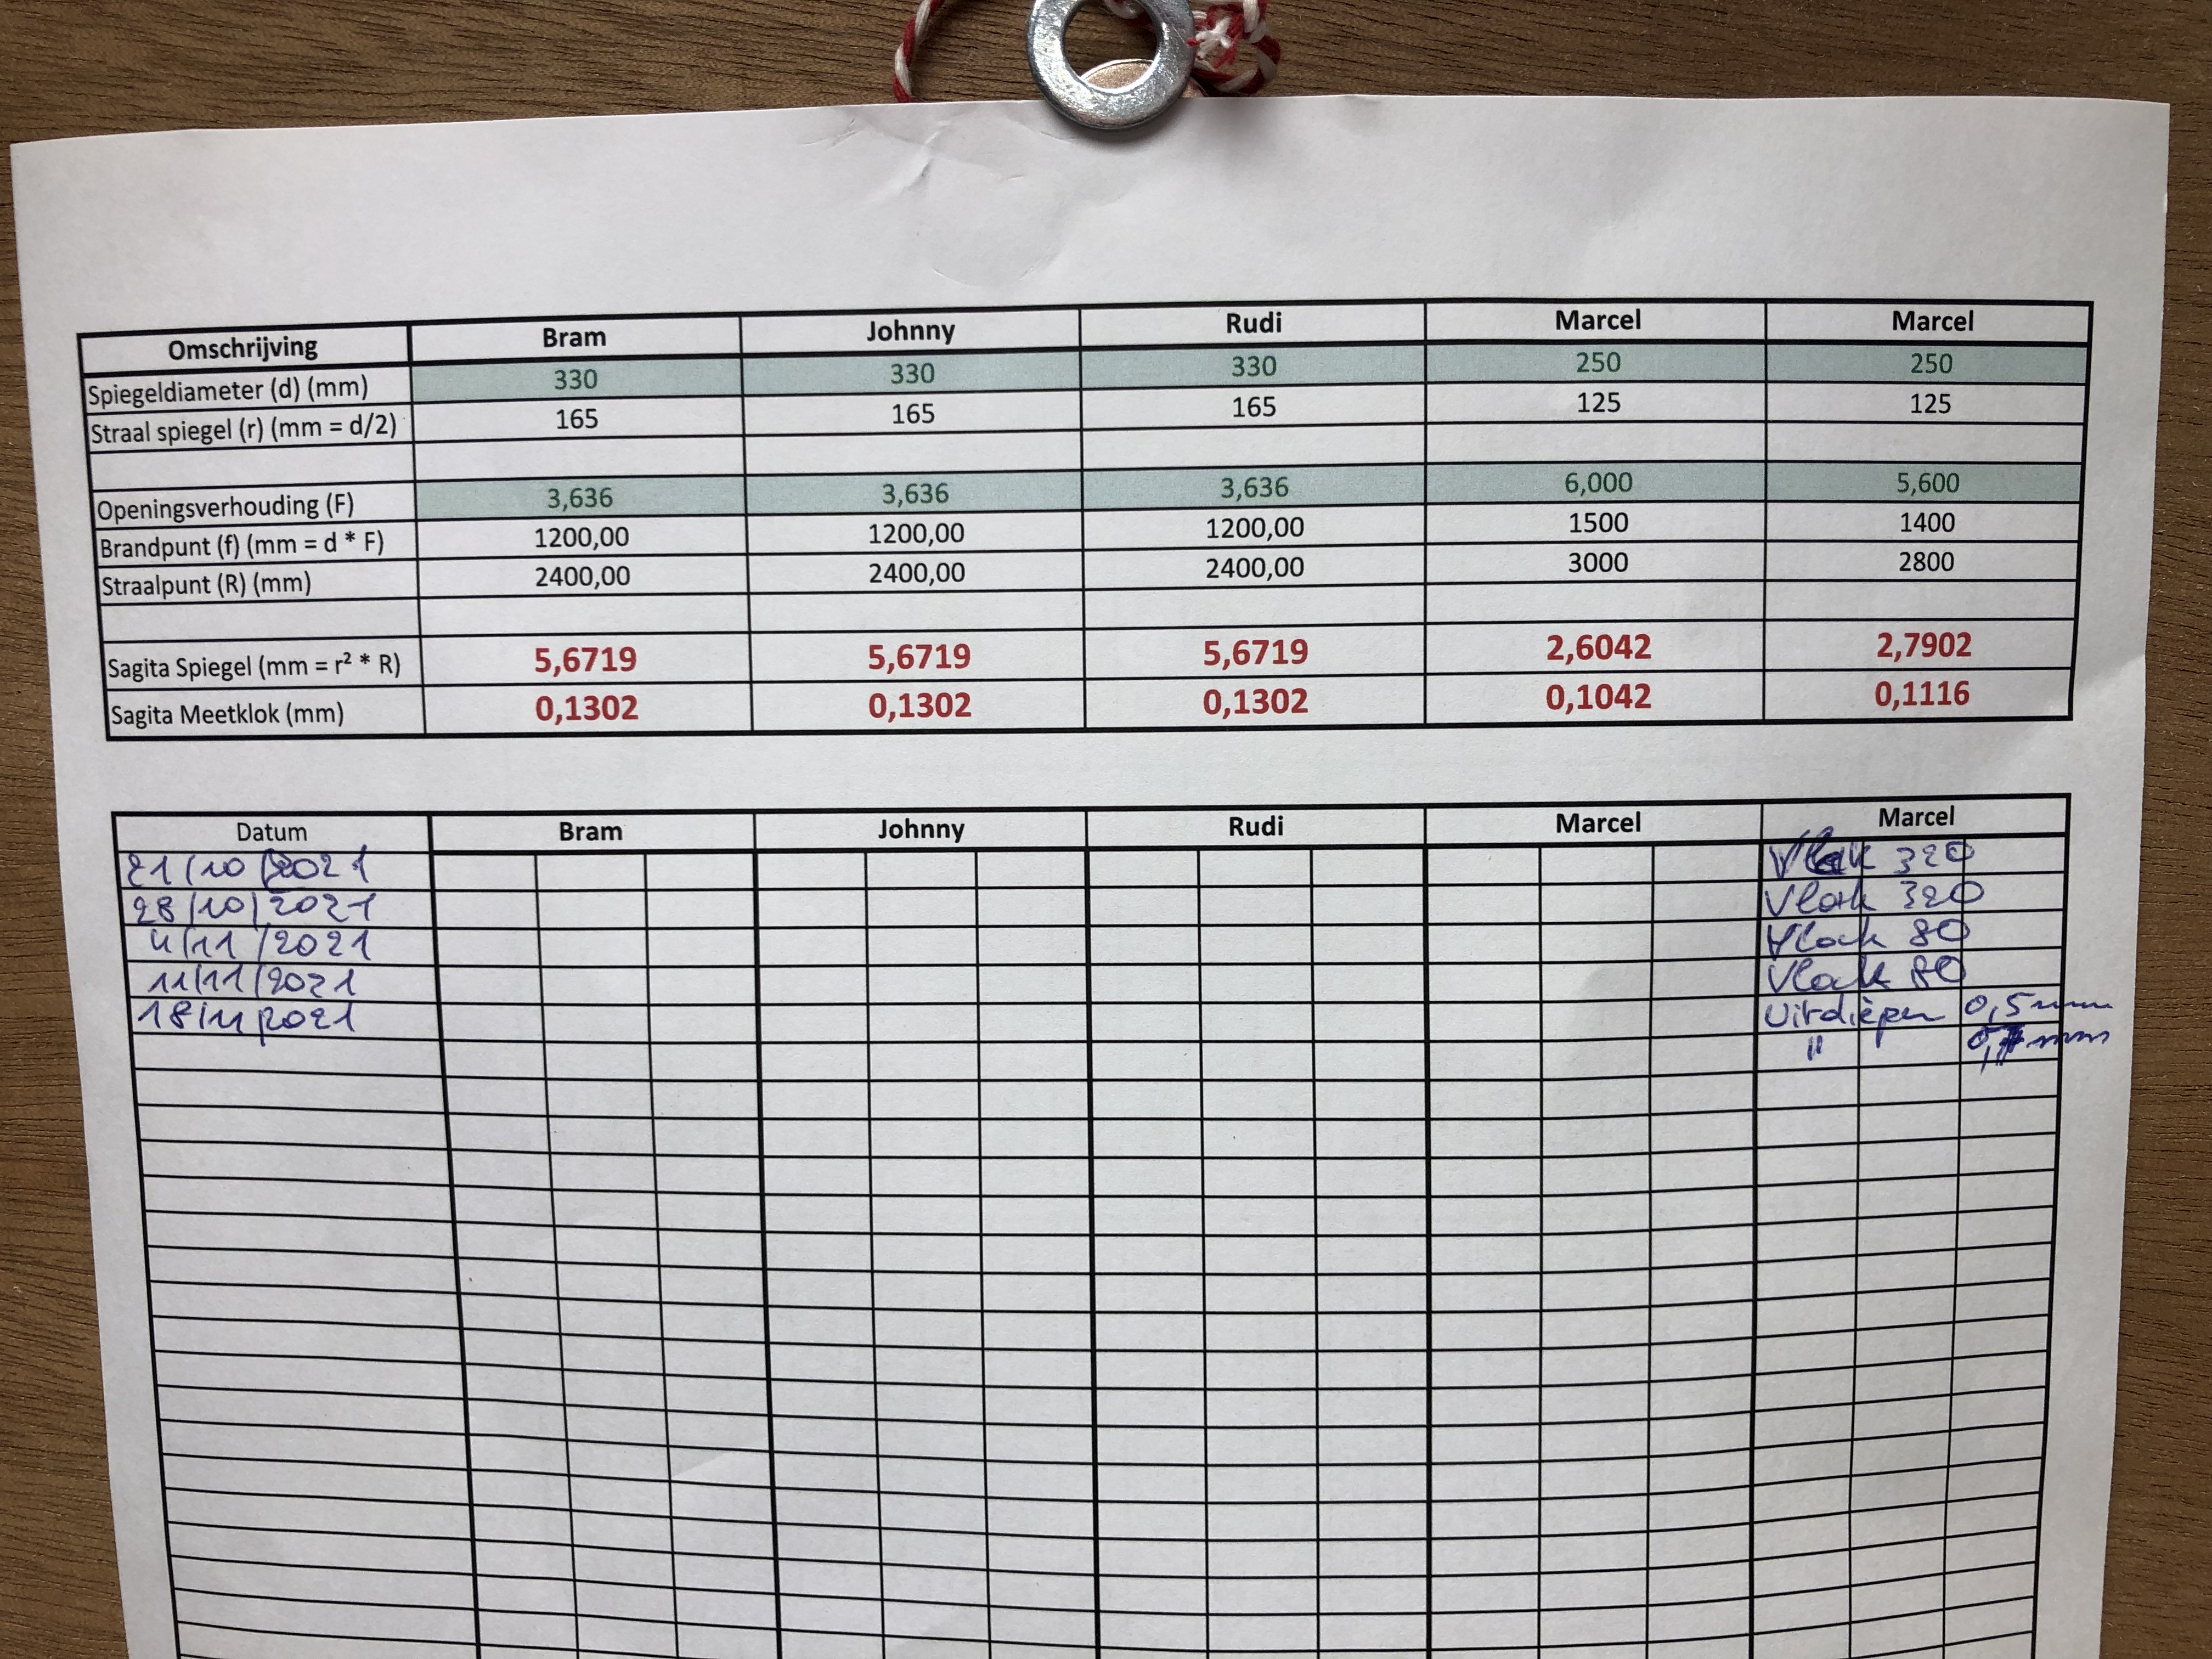 Omschrijving Bram Johnny Rudi Marcel Marcel
Spiegeldiameter (d) (mm) 330 330 330 250 250
Straal spiegel (r) (mm = d/2) 165 165 165 125 125
Openingsverhouding (F) 3,636 3,636 3,636 6,000 5,600
Brandpunt (f) (mm = d * F) 1200,00 1200,00 1200,00 1500 1400
Straalpunt (R) (mm) 2400,00 2400,00 2400,00 3000 2800
Sagita Spiegel (mm = r² * R) 5,6719 5,6719 5,6719 2,6042 2,7902
Sagita Meetklok (mm) 0,1302 0,1302 0,1302 0,1042 0,1116
Datum Bram Johnny Rudi Marcel Marcel
21/10/2021 Vlak 320
28/10/2021 Vlak 320
4/11/2021 Vlak 80
11/11/2021 Vlak 80
18/11/2021 Uitdiepen 0,5mm
" mm